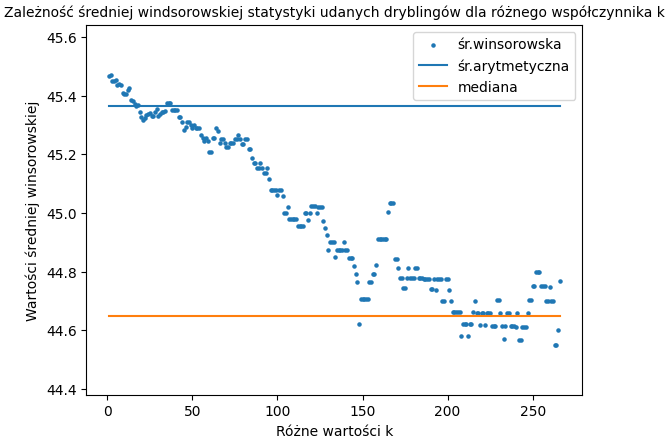 Zależność średniej windsorowskiej statystyki udanych dryblingów dla różnego współczynnika k
45.6
45.4
45.2
45.0
44.8
44.6
44.4
Wartości średniej winsorowskiej
śr.winsorowska
śr.arytmetyczna
mediana
0
50
100
150
200
250
Różne wartości k